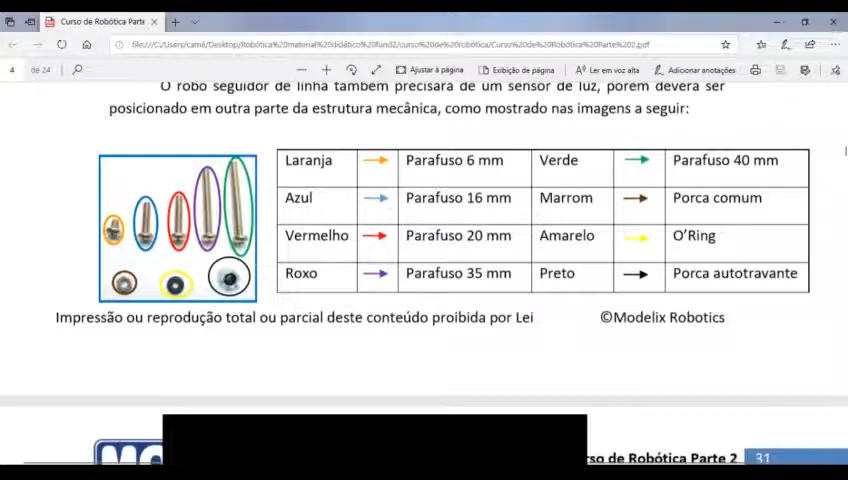 Curso de Robótica Parte
file:///C:/Users/camil/Desktop/Robótica%20material%20didático%20fund2/curso%20de%20robótica/Curso%20de%20Robótica%20Parte%202.pdf
4 de 24 Ajustar à página Exibição de página Ler em voz alta Adicionar anotações
O robô seguidor de linha também precisará de um sensor de luz, porém deverá ser
posicionado em outra parte da estrutura mecânica, como mostrado nas imagens a seguir:
Laranja Parafuso 6 mm Verde Parafuso 40 mm
Azul Parafuso 16 mm Marrom Porca comum
Vermelho Parafuso 20 mm Amarelo O’Ring
Roxo Parafuso 35 mm Preto Porca autotravante
Impressão ou reprodução total ou parcial deste conteúdo proibida por Lei ©Modelix Robotics
rso de Robótica Parte 2 31